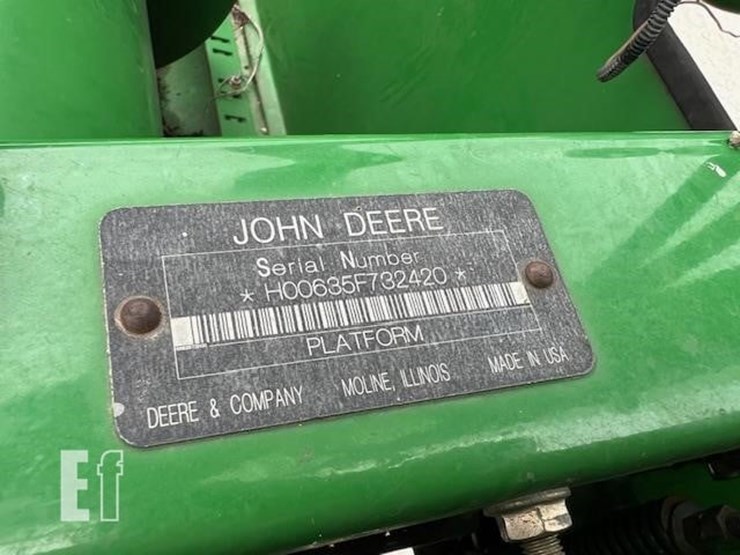 JOHN DEERE
Serial Number
* H00635F732420 *
PLATFORM
DEERE & COMPANY MOLINE, ILLINOIS MADE IN USA
Ef